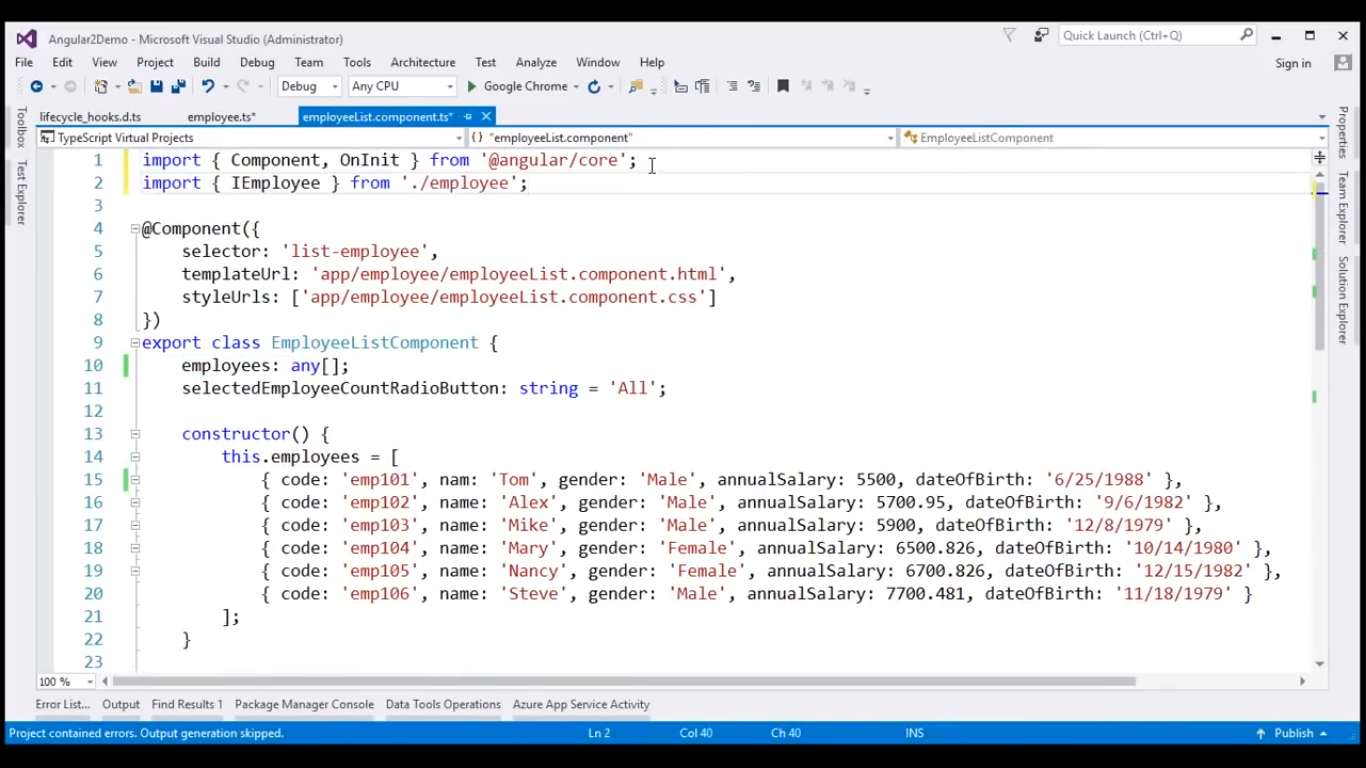 Angular2Demo - Microsoft Visual Studio (Administrator)
Quick Launch (Ctrl+Q)
File Edit View Project Build Debug Team Tools Architecture Test Analyze Window Help
Sign in
Debug Any CPU Google Chrome
lifecycle_hooks.d.ts employee.ts* employeeList.component.ts*
TypeScript Virtual Projects {} "employeeList.component" EmployeeListComponent
Toolbox
Test Explorer
1 import { Component, OnInit } from '@angular/core';
2 import { IEmployee } from './employee';
3
4 @Component({
5 selector: 'list-employee',
6 templateUrl: 'app/employee/employeeList.component.html',
7 styleUrls: ['app/employee/employeeList.component.css']
8 })
9 export class EmployeeListComponent {
10 employees: any[];
11 selectedEmployeeCountRadioButton: string = 'All';
12
13 constructor() {
14 this.employees = [
15 { code: 'emp101', nam: 'Tom', gender: 'Male', annualSalary: 5500, dateOfBirth: '6/25/1988' },
16 { code: 'emp102', name: 'Alex', gender: 'Male', annualSalary: 5700.95, dateOfBirth: '9/6/1982' },
17 { code: 'emp103', name: 'Mike', gender: 'Male', annualSalary: 5900, dateOfBirth: '12/8/1979' },
18 { code: 'emp104', name: 'Mary', gender: 'Female', annualSalary: 6500.826, dateOfBirth: '10/14/1980' },
19 { code: 'emp105', name: 'Nancy', gender: 'Female', annualSalary: 6700.826, dateOfBirth: '12/15/1982' },
20 { code: 'emp106', name: 'Steve', gender: 'Male', annualSalary: 7700.481, dateOfBirth: '11/18/1979' }
21 ];
22 }
23
Properties
Team Explorer
Solution Explorer
100 %
Error List... Output Find Results 1 Package Manager Console Data Tools Operations Azure App Service Activity
Project contained errors. Output generation skipped. Ln 2 Col 40 Ch 40 INS Publish